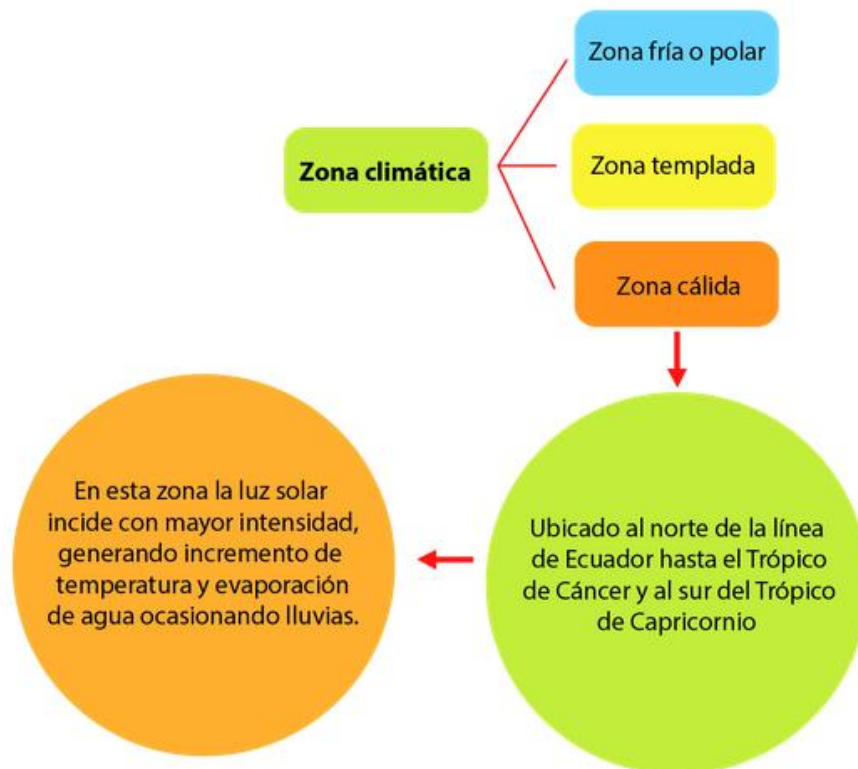 Zona fría o polar
Zona climática
Zona templada
Zona cálida
Ubicado al norte de la línea
de Ecuador hasta el Trópico
de Cáncer y al sur del Trópico
de Capricornio
En esta zona la luz solar
incide con mayor intensidad,
generando incremento de
temperatura y evaporación
de agua ocasionando lluvias.